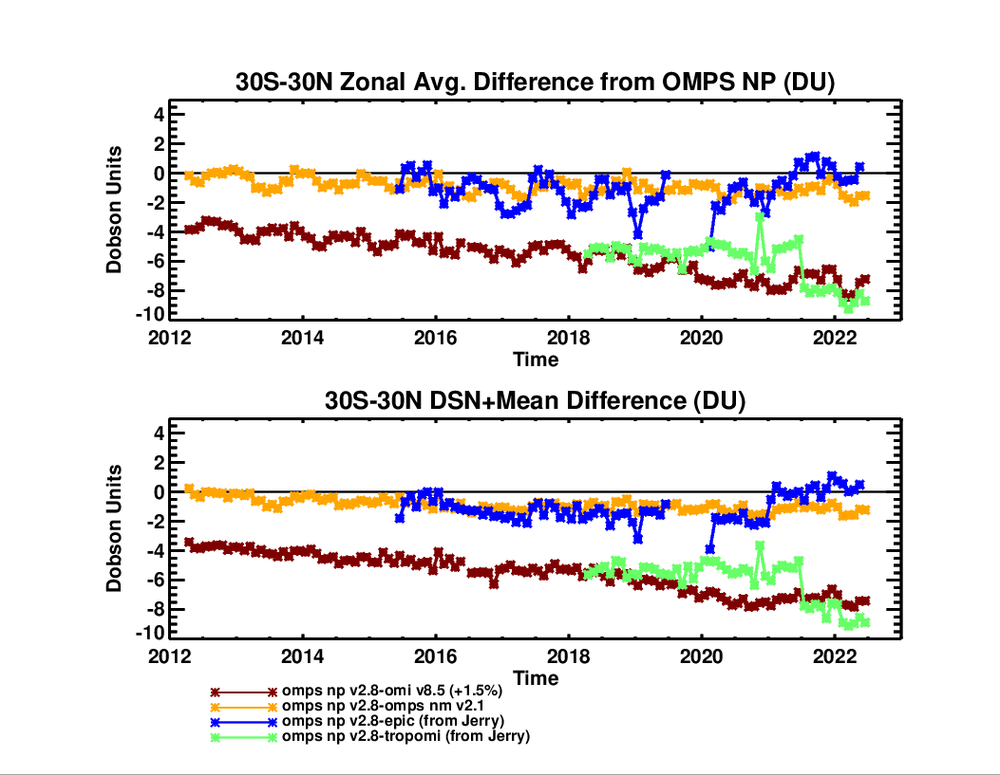 30S-30N Zonal Avg. Difference from OMPS NP (DU)
4
2
0
-2
-4
-6
-8
-10
Dobson Units
2012 2014 2016 2018 2020 2022
Time
30S-30N DSN+Mean Difference (DU)
4
2
0
-2
-4
-6
-8
-10
Dobson Units
2012 2014 2016 2018 2020 2022
Time
omps np v2.8-omi v8.5 (+1.5%)
omps np v2.8-omps nm v2.1
omps np v2.8-epic (from Jerry)
omps np v2.8-tropomi (from Jerry)